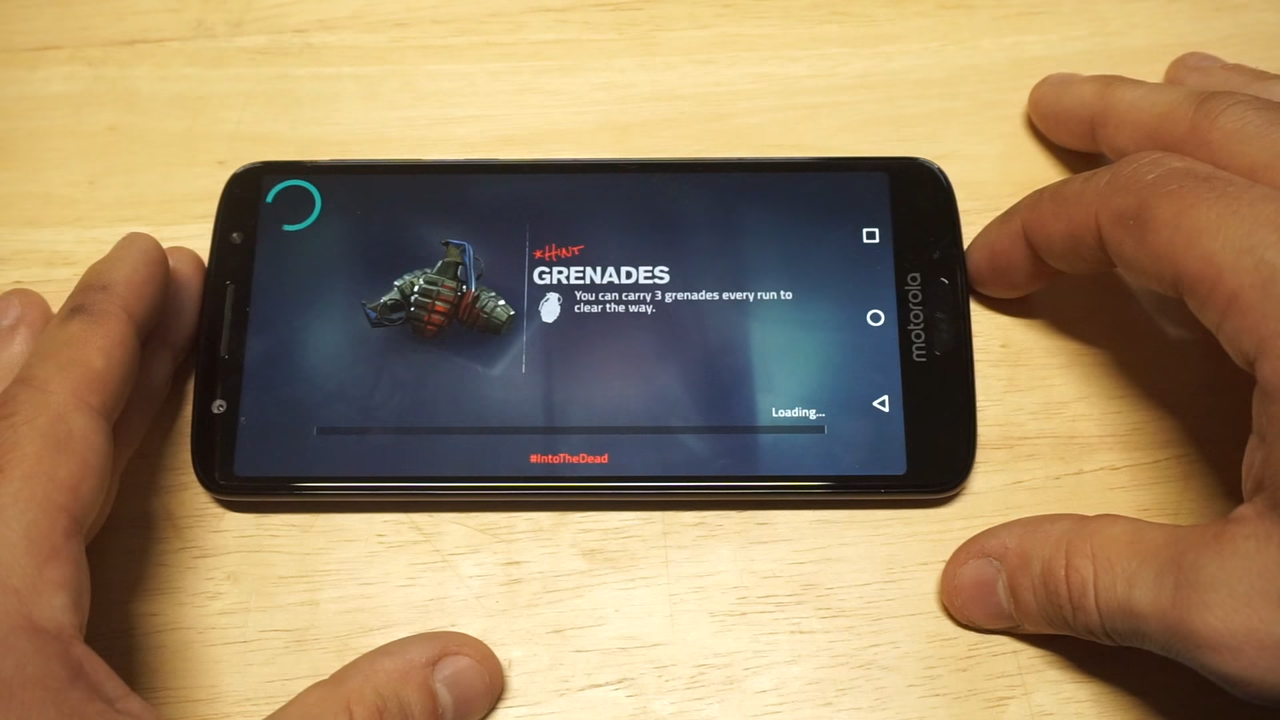 *HINT
GRENADES
You can carry 3 grenades every run to
clear the way.
Loading...
#IntoTheDead
motorola